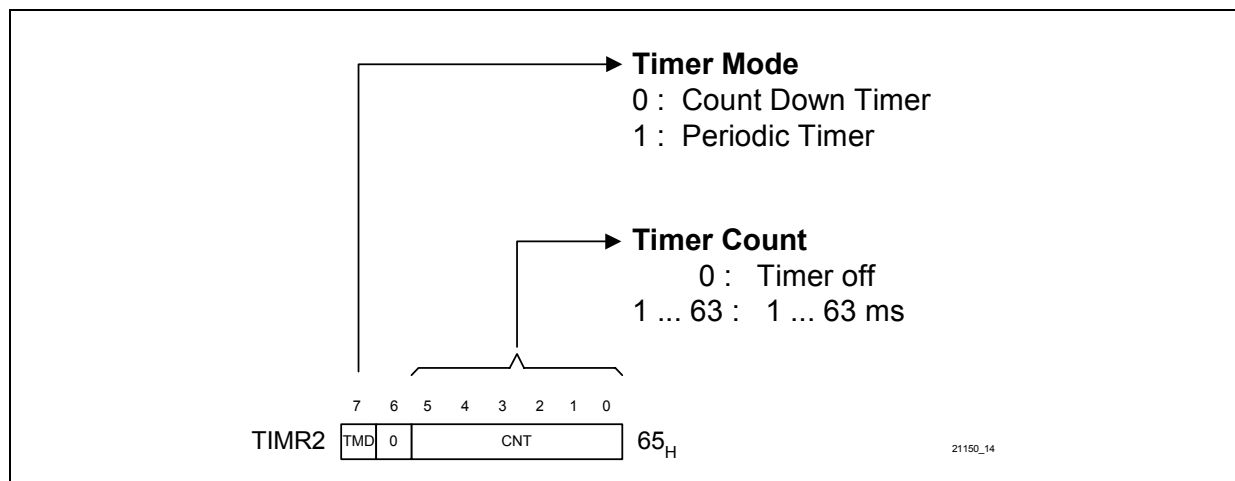 Timer Mode
0 : Count Down Timer
1 : Periodic Timer
Timer Count
0 : Timer off
1 ... 63 : 1 ... 63 ms
7 6 5 4 3 2 1 0
TIMR2 TMD 0 CNT 65H
21150_14